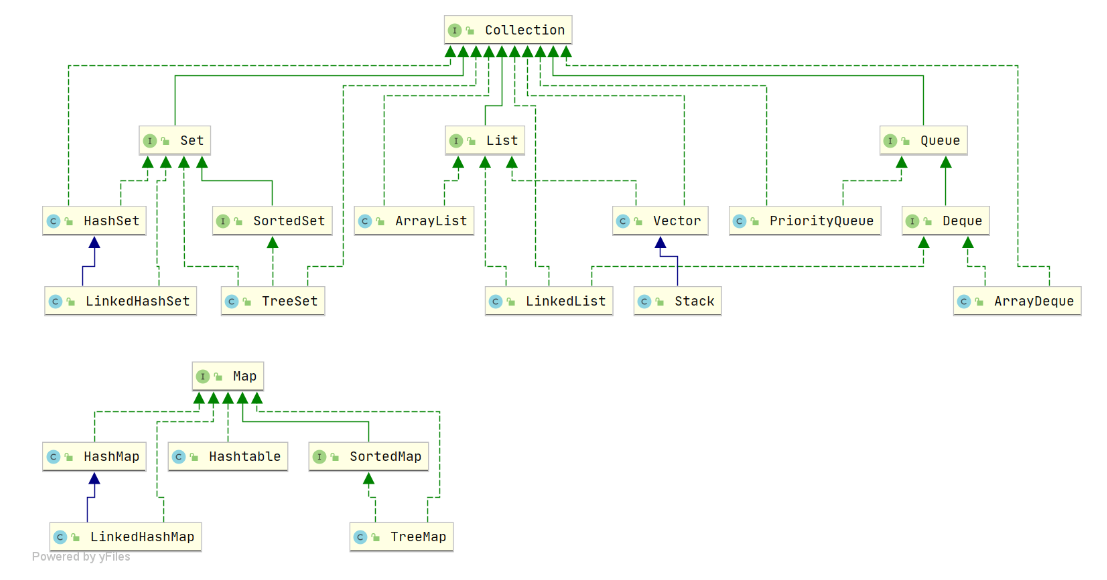 I Collection
I Set
I List
I Queue
C HashSet
I SortedSet
C ArrayList
C Vector
C PriorityQueue
I Deque
C LinkedHashSet
C TreeSet
C LinkedList
C Stack
C ArrayDeque
I Map
C HashMap
C Hashtable
I SortedMap
C LinkedHashMap
C TreeMap
Powered by yFiles